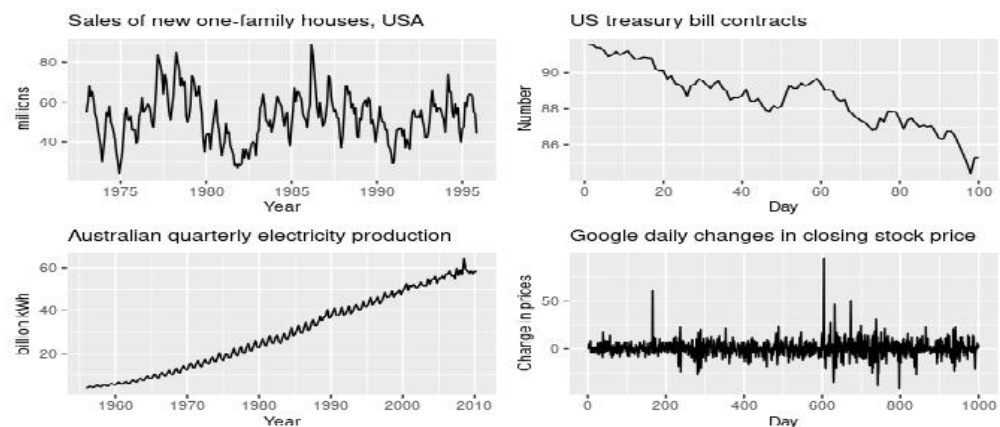 Sales of new one-family houses, USA
millions
80
60
40
1975 1980 1985 1990 1995
Year
US treasury bill contracts
Number
90
88
86
0 20 40 60 80 100
Day
Australian quarterly electricity production
billion kWh
60
40
20
1960 1970 1980 1990 2000 2010
Year
Google daily changes in closing stock price
Change in prices
50
0
0 200 400 600 800 1000
Day